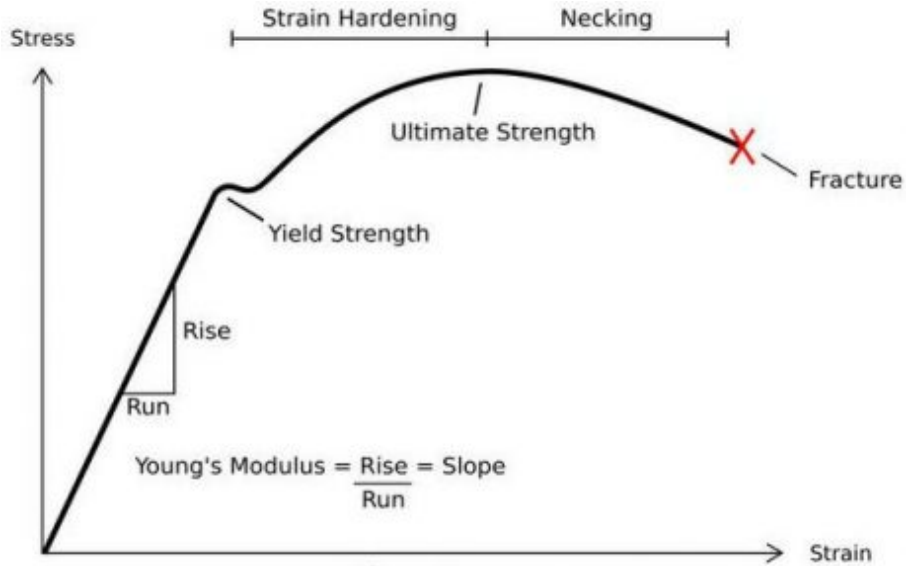 Strain Hardening
Necking
Stress
Ultimate Strength
Fracture
Yield Strength
Rise
Run
Young's Modulus = Rise = Slope
Run
Strain